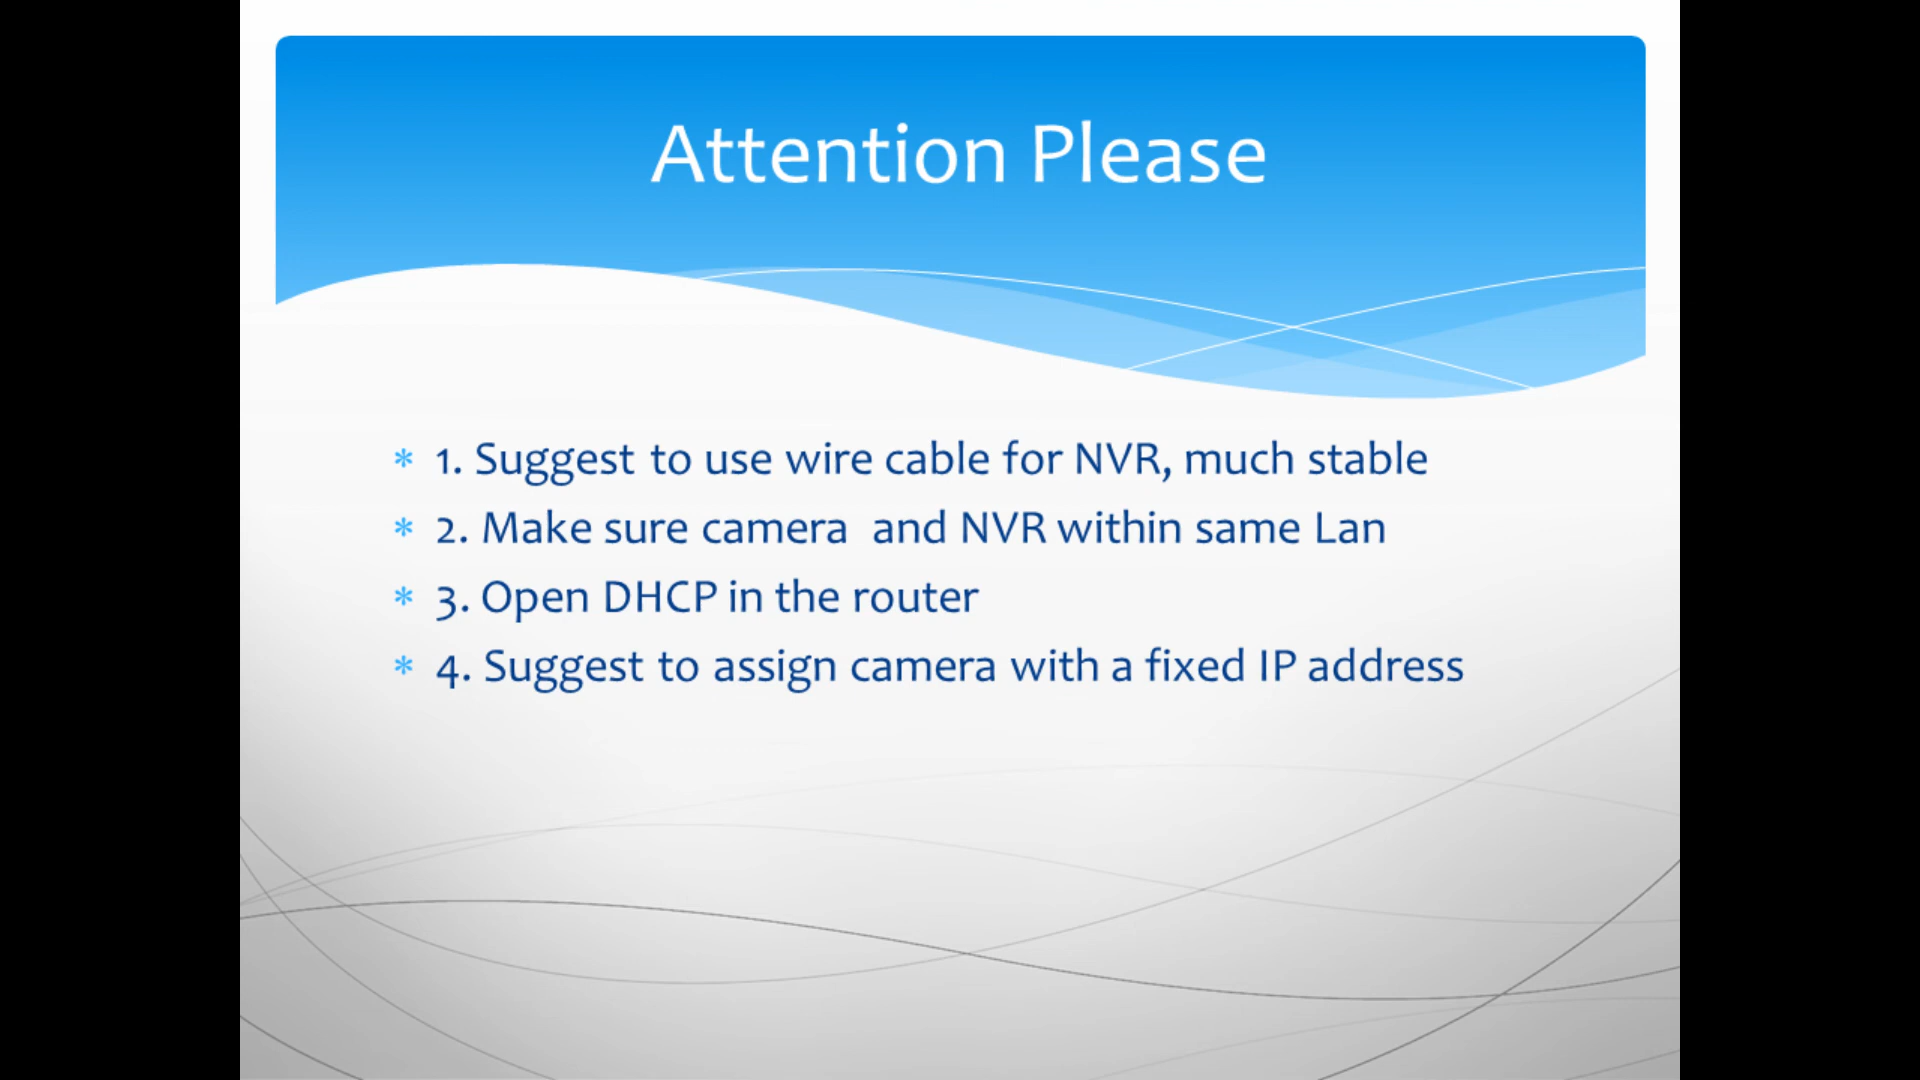 Attention Please
* 1. Suggest to use wire cable for NVR, much stable
* 2. Make sure camera and NVR within same Lan
* 3. Open DHCP in the router
* 4. Suggest to assign camera with a fixed IP address